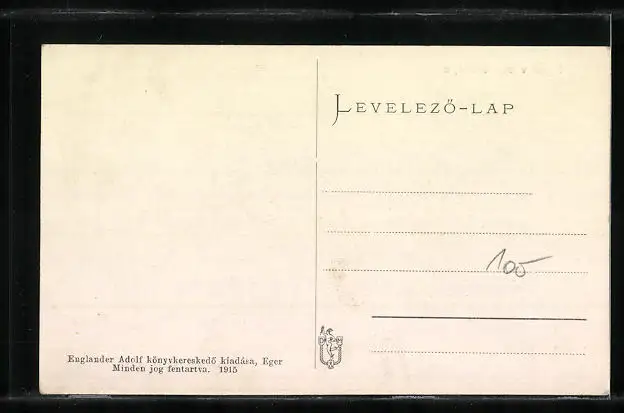 LEVELEZŐ-LAP
100
Englander Adolf könyvkereskedő kiadása, Eger
Minden jog fentartva. 1915